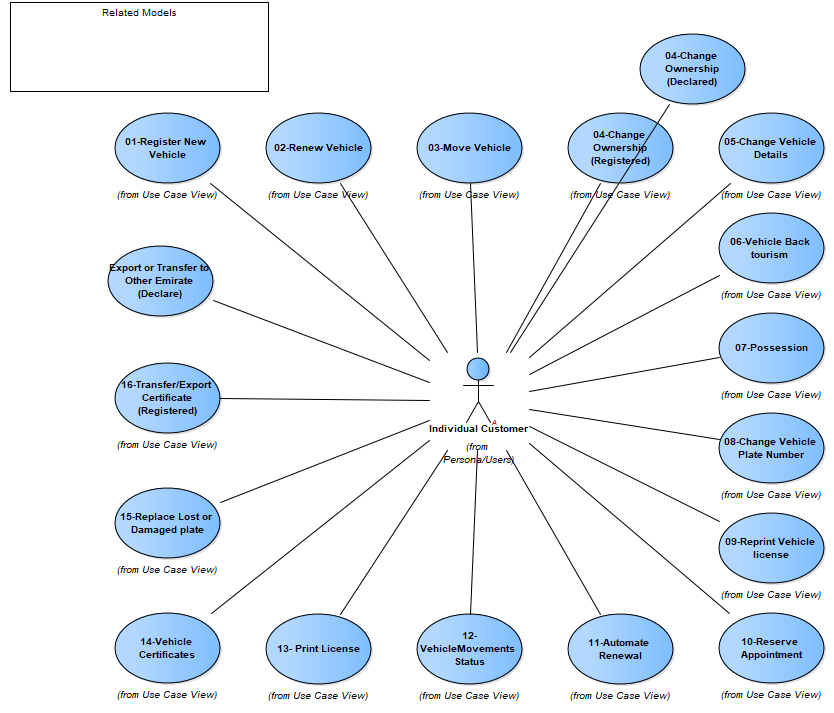 Related Models
04-Change
Ownership
(Declared)
01-Register New
Vehicle
(from Use Case View)
02-Renew Vehicle
(from Use Case View)
03-Move Vehicle
(from Use Case View)
04-Change
Ownership
(Registered)
(from Use Case View)
05-Change Vehicle
Details
(from Use Case View)
Export or Transfer to
Other Emirate
(Declare)
06-Vehicle Back
tourism
(from Use Case View)
07-Possession
(from Use Case View)
16-Transfer/Export
Certificate
(Registered)
(from Use Case View)
Individual Customer
(from
Persona/Users)
08-Change Vehicle
Plate Number
(from Use Case View)
15-Replace Lost or
Damaged plate
(from Use Case View)
09-Reprint Vehicle
license
(from Use Case View)
14-Vehicle
Certificates
(from Use Case View)
13- Print License
(from Use Case View)
12-
VehicleMovements
Status
(from Use Case View)
11-Automate
Renewal
(from Use Case View)
10-Reserve
Appointment
(from Use Case View)